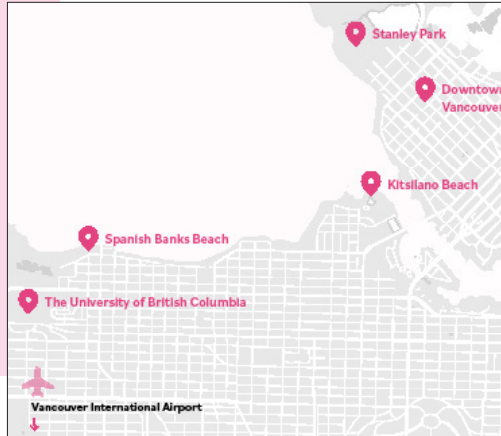 Stanley Park
Downtown
Vancouver
Kitsilano Beach
Spanish Banks Beach
The University of British Columbia
Vancouver International Airport